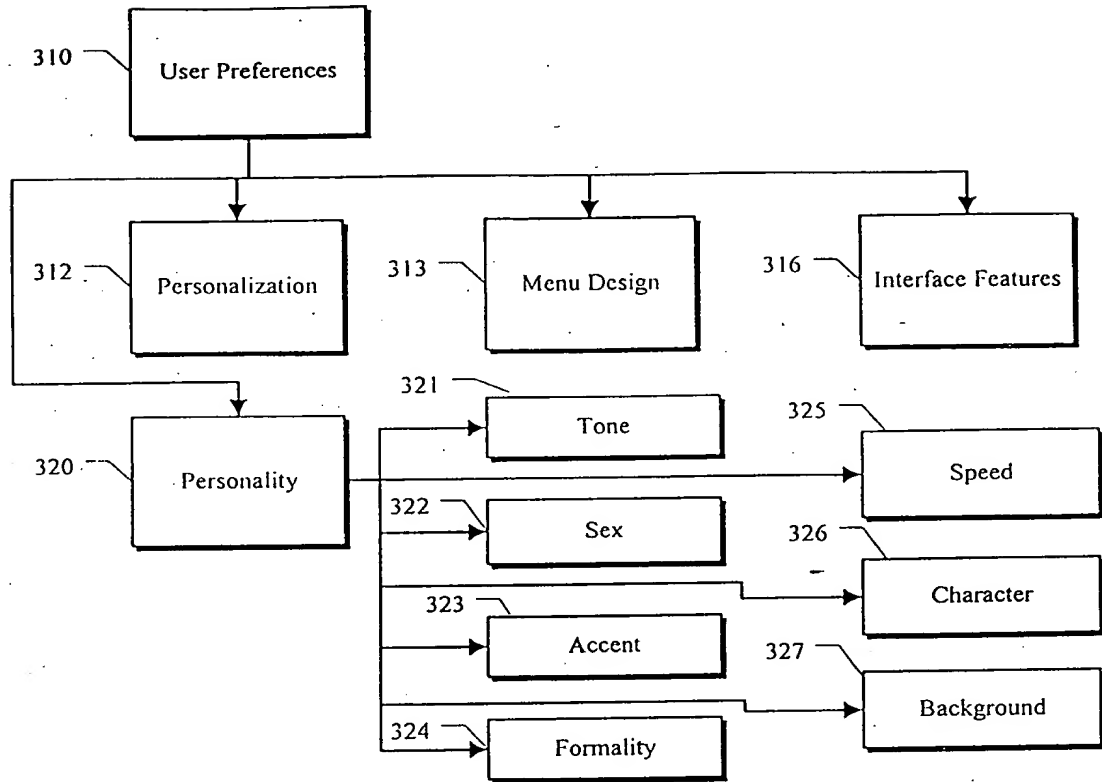 310
User Preferences
312
Personalization
313
Menu Design
316
Interface Features
320
Personality
321
Tone
322
Sex
323
Accent
324
Formality
325
Speed
326
Character
327
Background